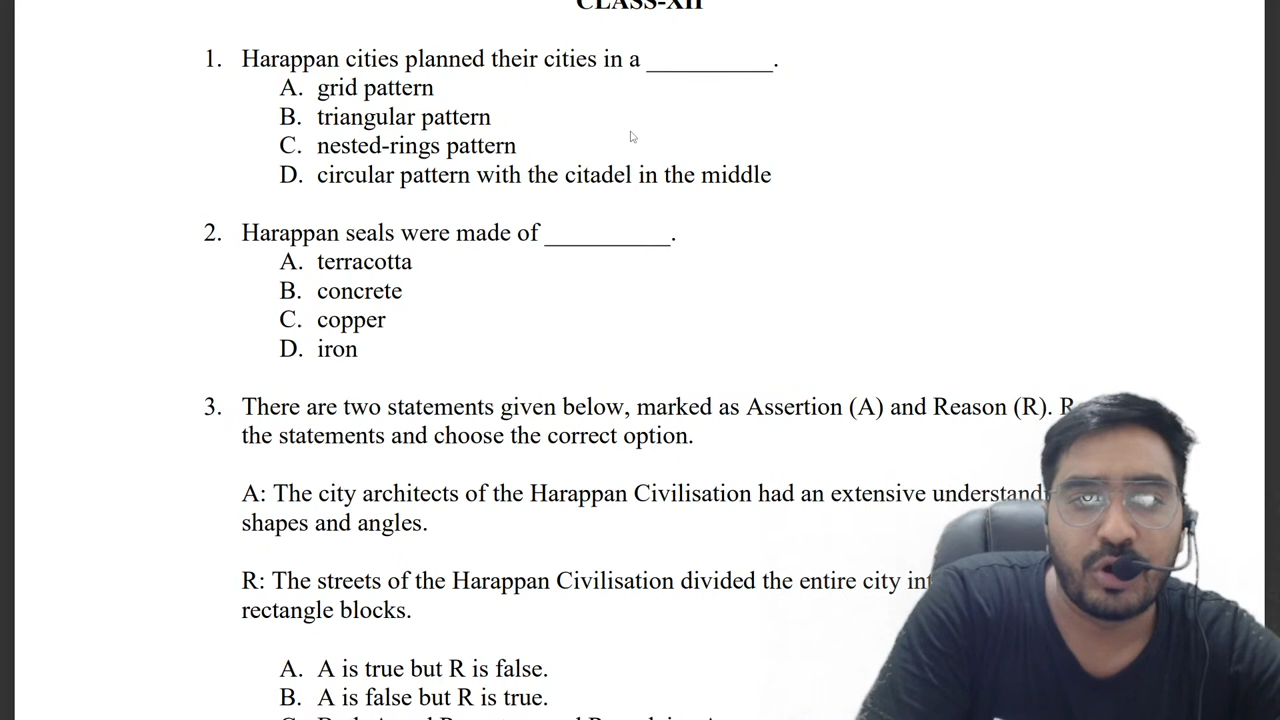 CLASS-XII
1. Harappan cities planned their cities in a __________.
A. grid pattern
B. triangular pattern
C. nested-rings pattern
D. circular pattern with the citadel in the middle
2. Harappan seals were made of __________.
A. terracotta
B. concrete
C. copper
D. iron
3. There are two statements given below, marked as Assertion (A) and Reason (R).
the statements and choose the correct option.
A: The city architects of the Harappan Civilisation had an extensive
shapes and angles.
R: The streets of the Harappan Civilisation divided the entire city
rectangle blocks.
A. A is true but R is false.
B. A is false but R is true.